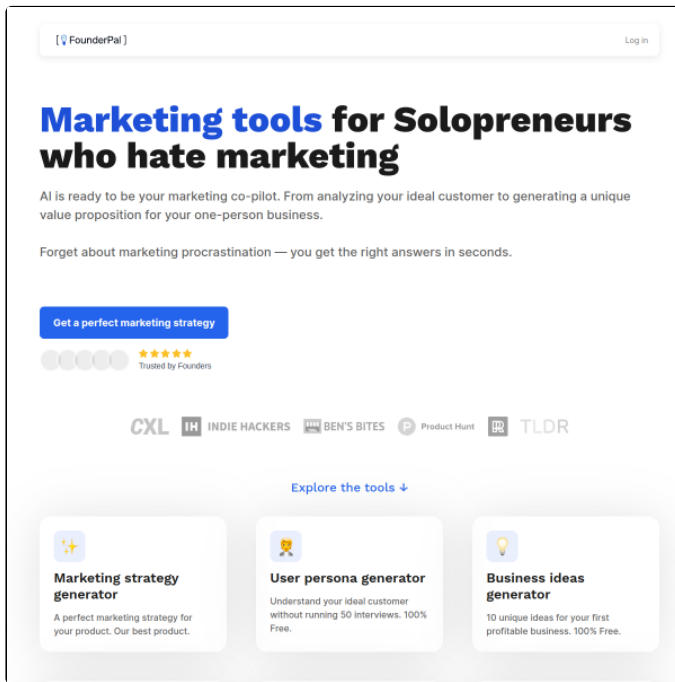 [ FounderPal ]
Log in
Marketing tools for Solopreneurs
who hate marketing
AI is ready to be your marketing co-pilot. From analyzing your ideal customer to generating a unique
value proposition for your one-person business.
Forget about marketing procrastination — you get the right answers in seconds.
Get a perfect marketing strategy
Trusted by Founders
CXL IH INDIE HACKERS BEN'S BITES P Product Hunt TLDR
Explore the tools ↓
Marketing strategy
generator
A perfect marketing strategy for
your product. Our best product.
User persona generator
Understand your ideal customer
without running 50 interviews. 100%
Free.
Business ideas
generator
10 unique ideas for your first
profitable business. 100% Free.